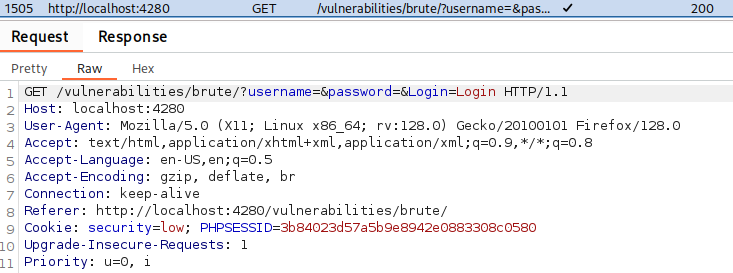 1505 http://localhost:4280 GET /vulnerabilities/brute/?username=&pas... ✓ 200
Request Response
Pretty Raw Hex
1 GET /vulnerabilities/brute/?username=&password=&Login=Login HTTP/1.1
2 Host: localhost:4280
3 User-Agent: Mozilla/5.0 (X11; Linux x86_64; rv:128.0) Gecko/20100101 Firefox/128.0
4 Accept: text/html,application/xhtml+xml,application/xml;q=0.9,*/*;q=0.8
5 Accept-Language: en-US,en;q=0.5
6 Accept-Encoding: gzip, deflate, br
7 Connection: keep-alive
8 Referer: http://localhost:4280/vulnerabilities/brute/
9 Cookie: security=low; PHPSESSID=3b84023d57a5b9e8942e0883308c0580
10 Upgrade-Insecure-Requests: 1
11 Priority: u=0, i